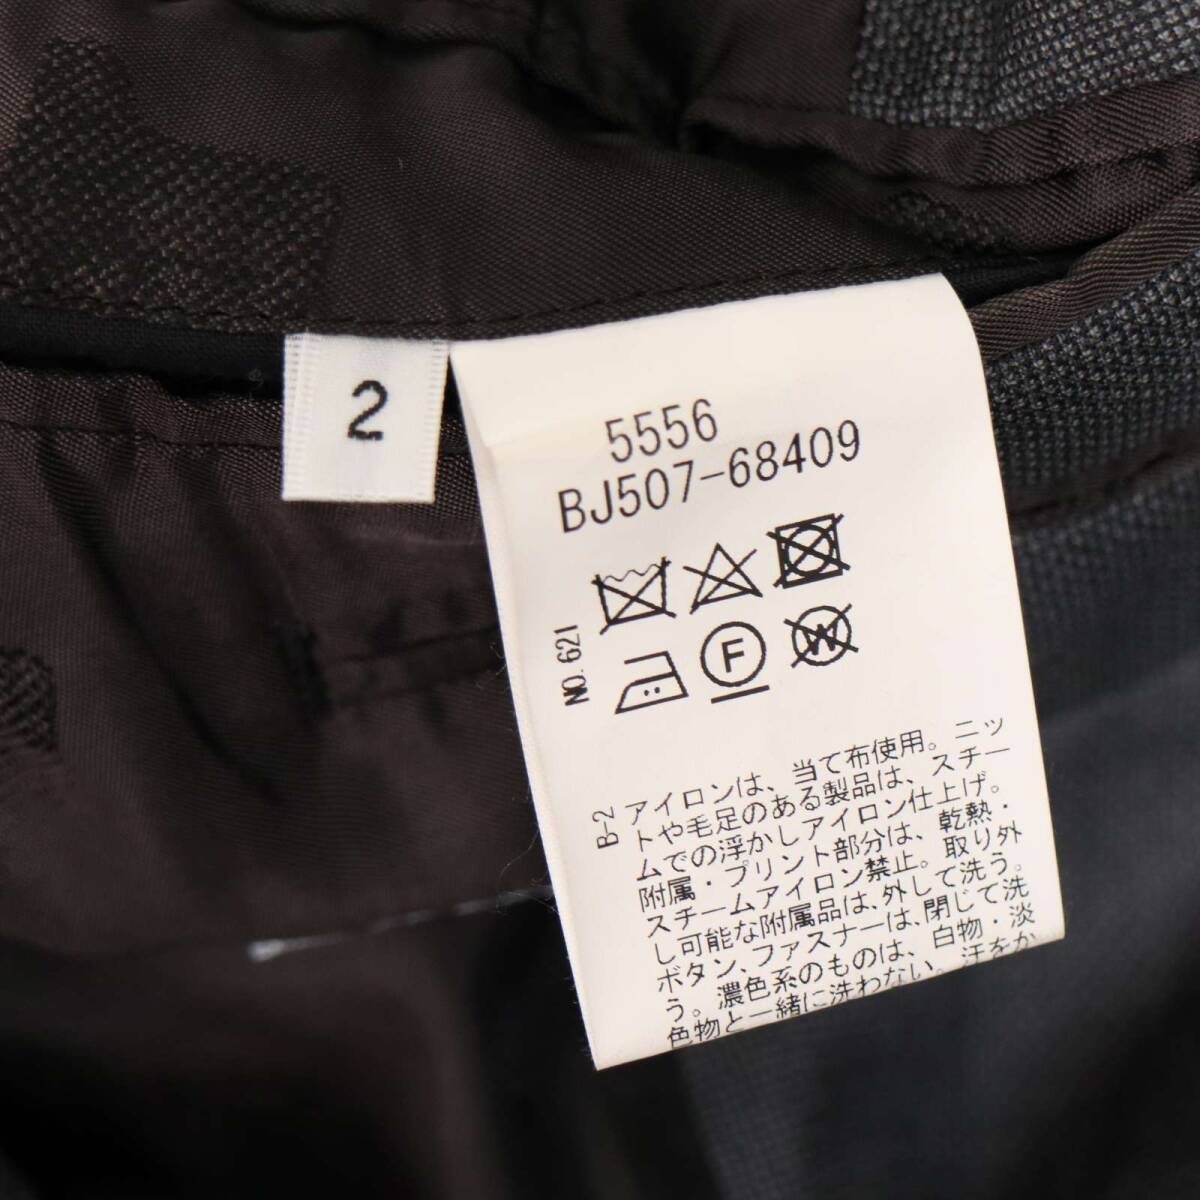 2
5556
BJ507-68409
NO.621
F
W
B-2
アイロンは、当て布使用。ニッ
トや毛足のある製品は、スチー
ムでの浮かしアイロン仕上げ。
附属・プリント部分は、乾熱・
スチームアイロン禁止。取り外
し可能な附属品は、外して洗う。
ボタン、ファスナーは、閉じて洗
う。濃色系のものは、白物・淡
色物と一緒に洗わない。汗をか